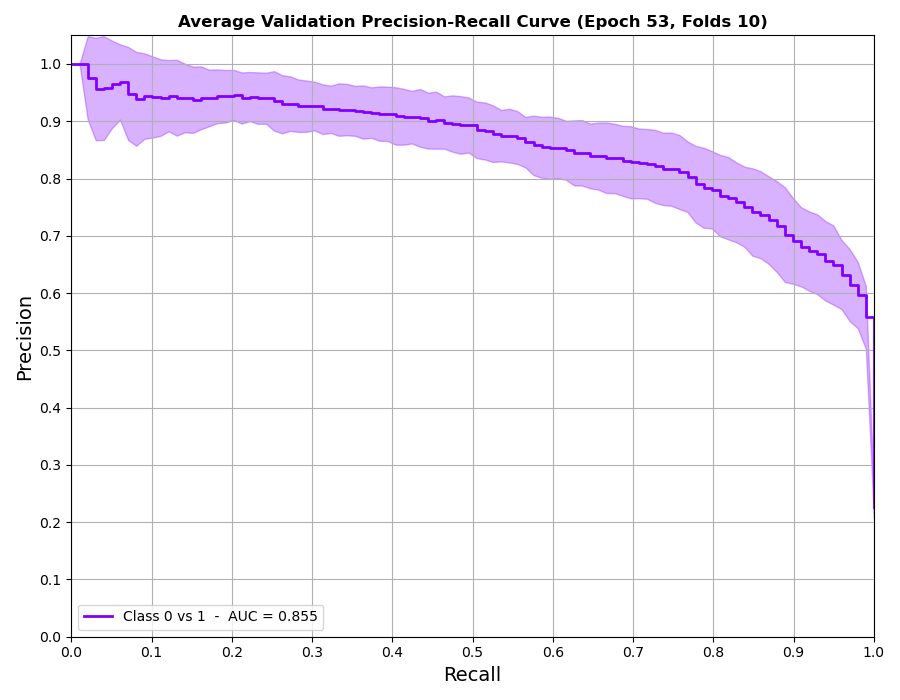 Average Validation Precision-Recall Curve (Epoch 53, Folds 10)
1.0
0.9
0.8
0.7
0.6
0.5
0.4
0.3
0.2
0.1
0.0
Precision
Class 0 vs 1 - AUC = 0.855
0.0 0.1 0.2 0.3 0.4 0.5 0.6 0.7 0.8 0.9 1.0
Recall